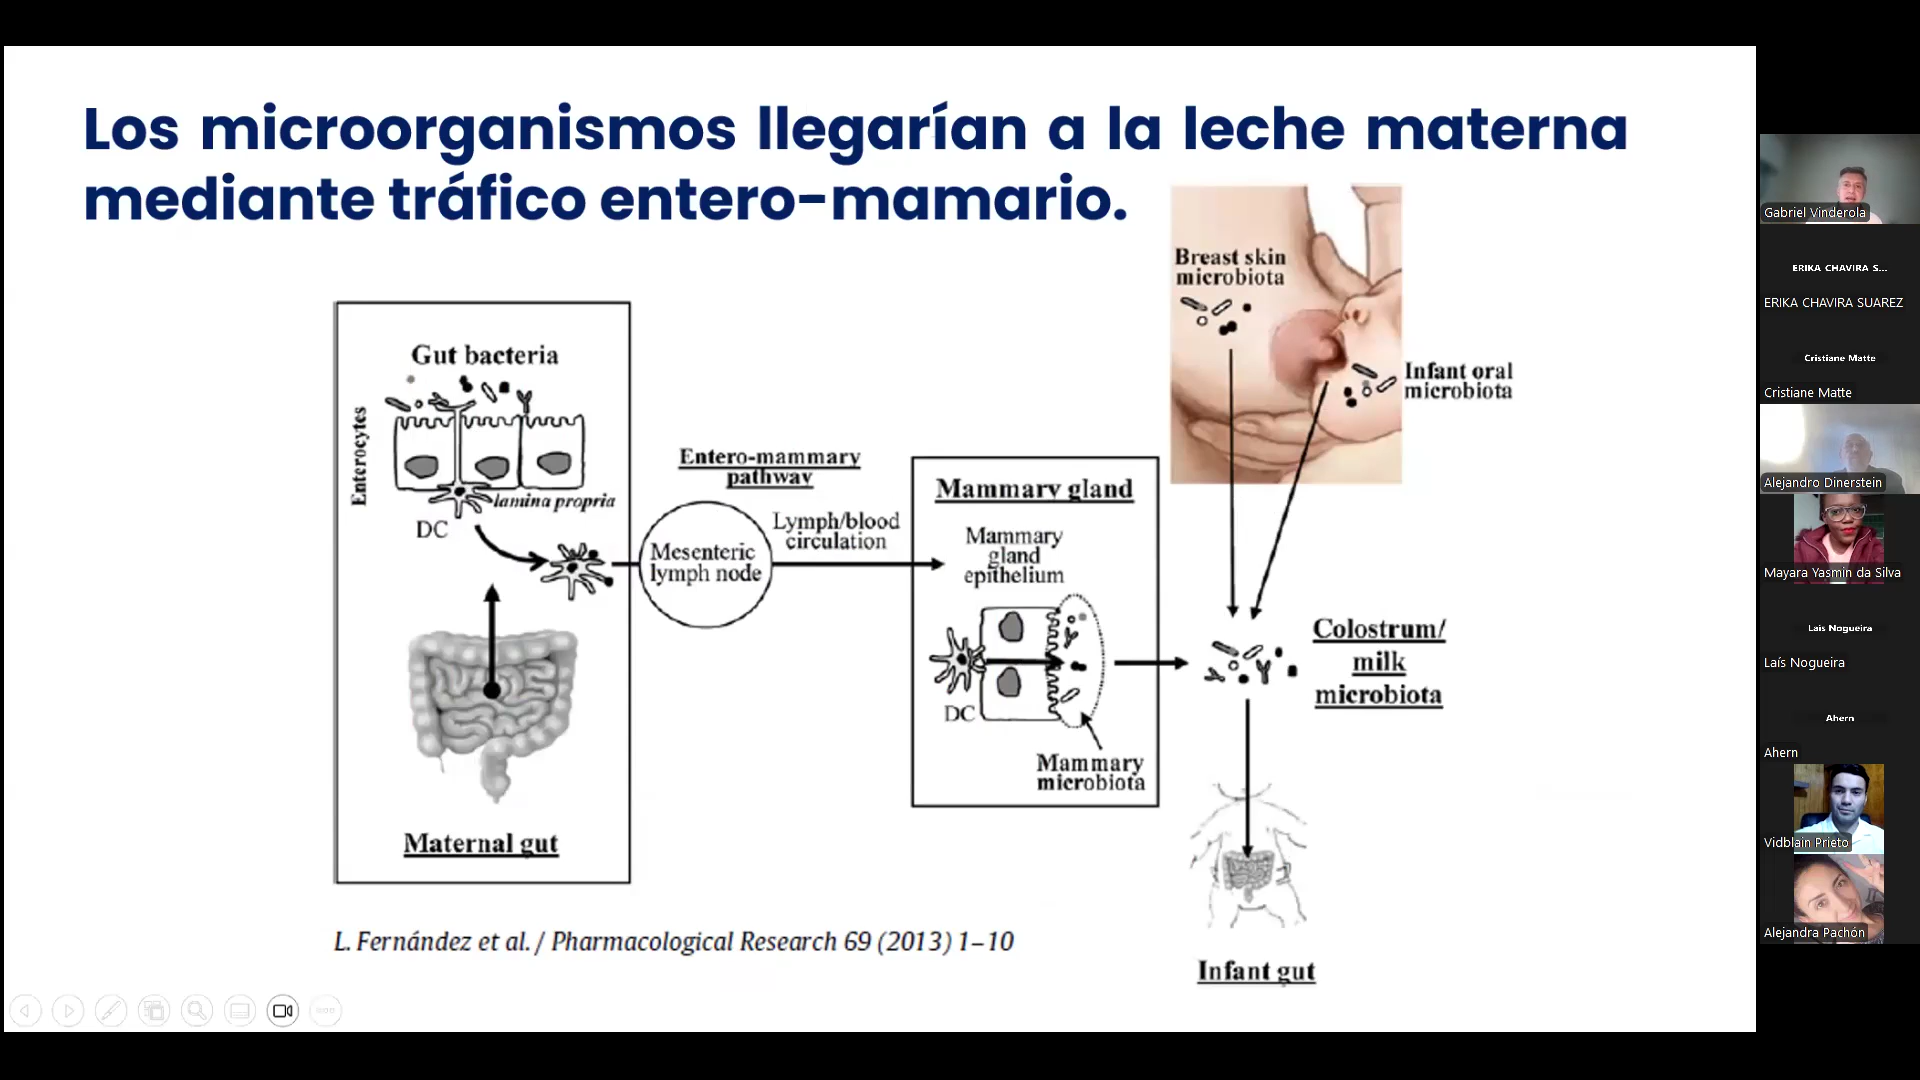 Los microorganismos llegarían a la leche materna
mediante tráfico entero-mamario.
Gut bacteria
Enterocytes
lamina propria
DC
Maternal gut
Entero-mammary
pathway
Mesenteric
lymph node
Lymph/blood
circulation
Mammary gland
Mammary
gland
epithelium
DC
Mammary
microbiota
Breast skin
microbiota
Infant oral
microbiota
Colostrum/
milk
microbiota
Infant gut
L. Fernández et al. / Pharmacological Research 69 (2013) 1–10
Gabriel Vinderola
ERIKA CHAVIRA S...
ERIKA CHAVIRA SUAREZ
Cristiane Matte
Cristiane Matte
Alejandro Dinerstein
Mayara Yasmin da Silva
Laís Nogueira
Laís Nogueira
Ahern
Ahern
Vidblain Prieto
Alejandra Pachón